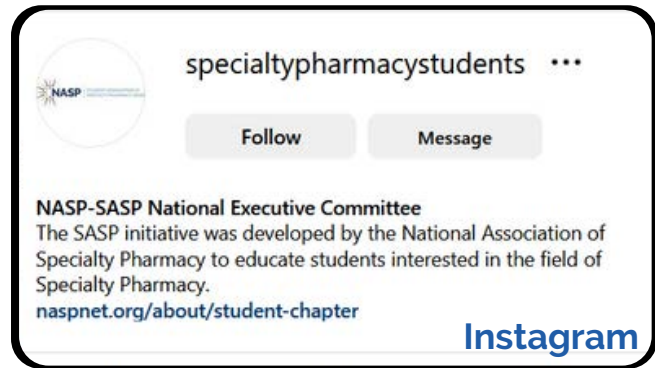 specialtypharmacystudents
NASP
Follow
Message
NASP-SASP National Executive Committee
The SASP initiative was developed by the National Association of
Specialty Pharmacy to educate students interested in the field of
Specialty Pharmacy.
naspnet.org/about/student-chapter
Instagram